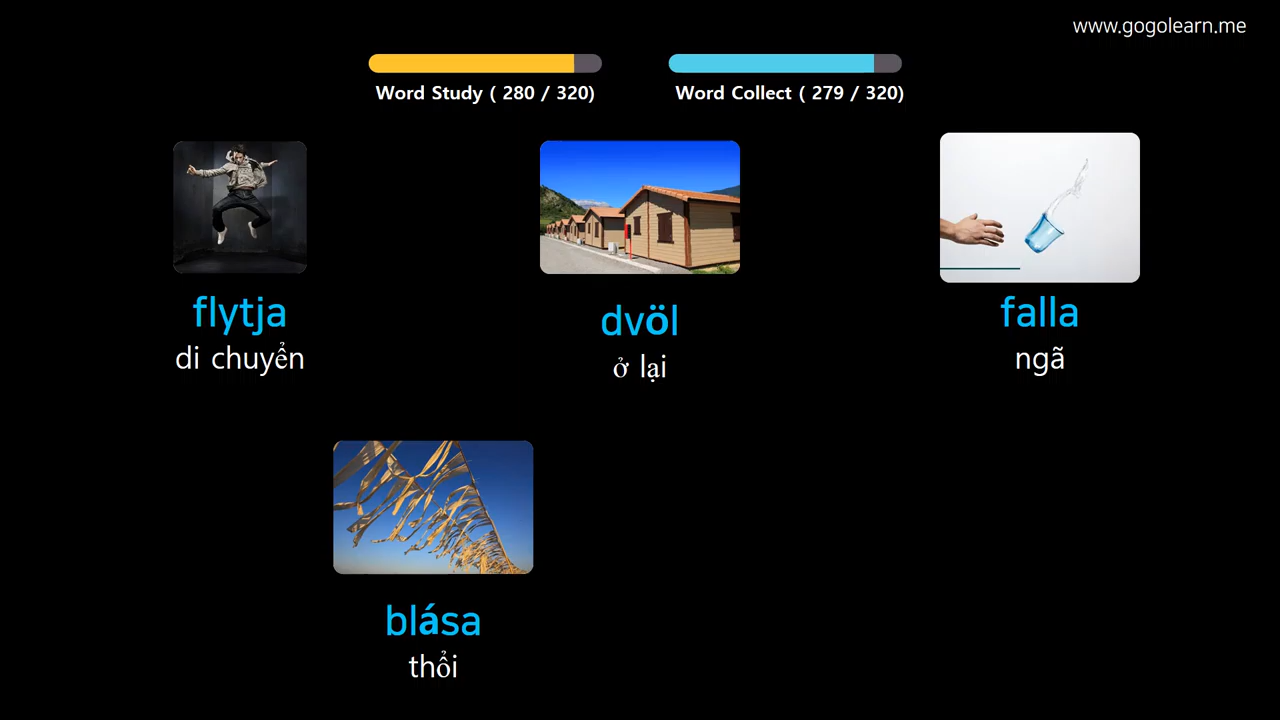 www.gogolearn.me
Word Study ( 280 / 320)
Word Collect ( 279 / 320)
flytja
di chuyển
dvöl
ở lại
falla
ngã
blása
thổi